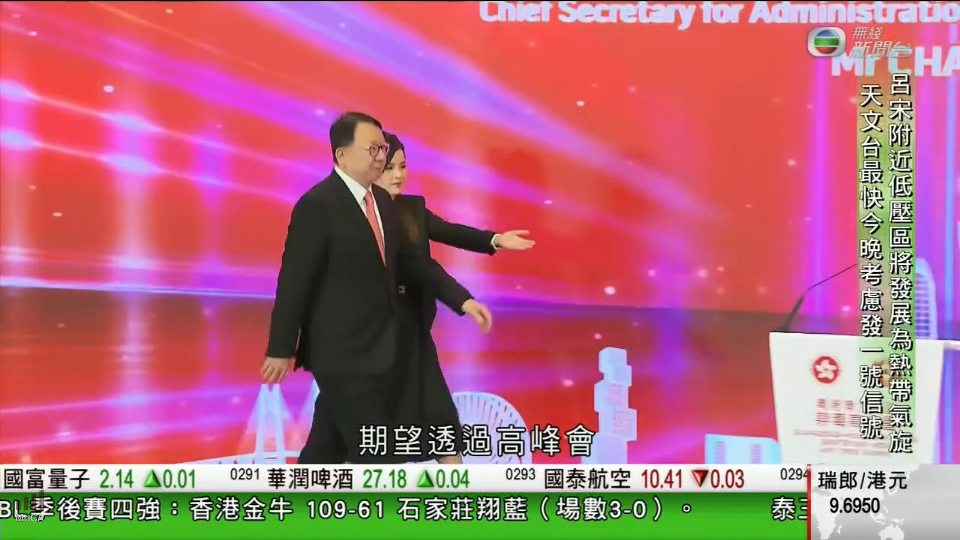 Chief Secretary for Administratio
Mr CHA
無綫
新聞台
呂宋附近低壓區將發展為熱帶氣旋
天文台最快今晚考慮發一號信號
期望透過高峰會
國富量子 2.14 ▲0.01 0291 華潤啤酒 27.18 ▲0.04 0293 國泰航空 10.41 ▼0.03 0294
瑞郎/港元
9.6950
BL季後賽四強：香港金牛 109-61 石家莊翔藍（場數3-0）。 泰